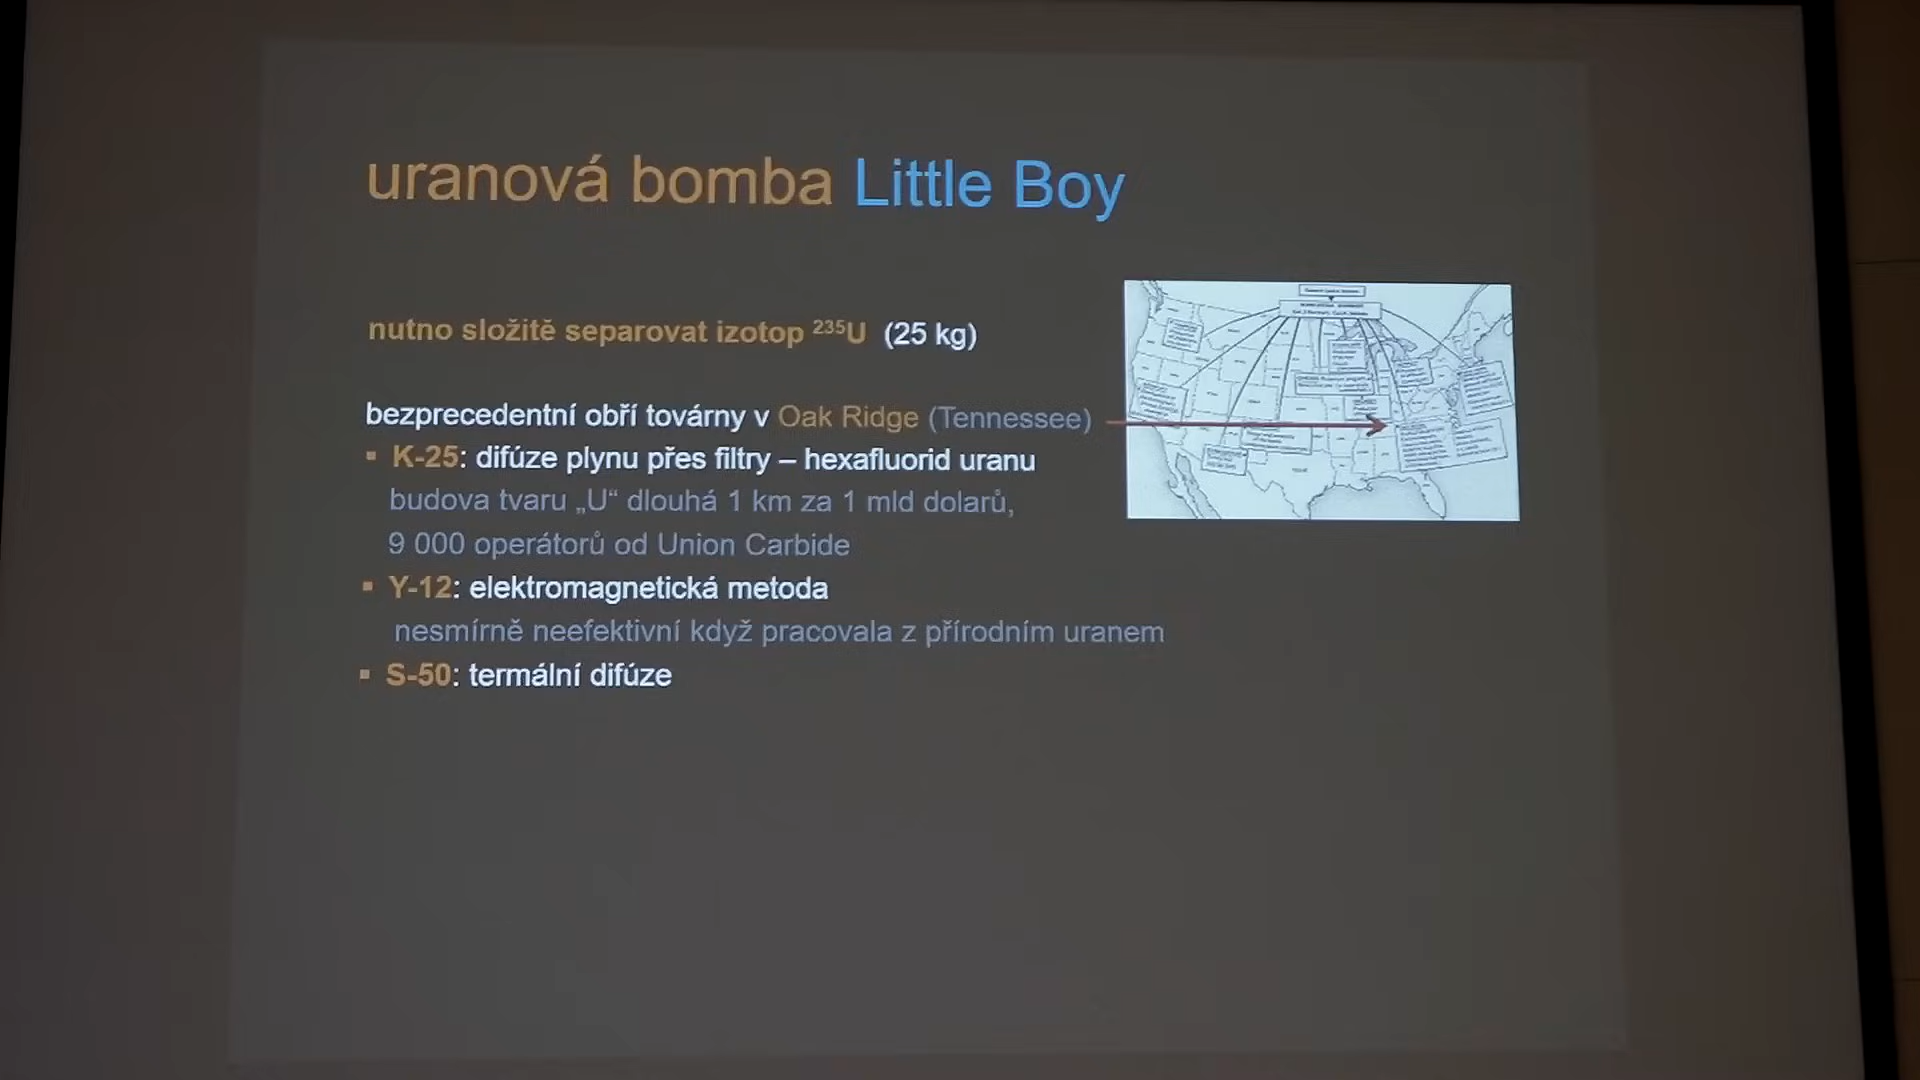 uranová bomba Little Boy
nutno složitě separovat izotop ²³⁵U (25 kg)
bezprecedentní obří továrny v Oak Ridge (Tennessee)
▪ K-25: difúze plynu přes filtry – hexafluorid uranu
budova tvaru „U“ dlouhá 1 km za 1 mld dolarů,
9 000 operátorů od Union Carbide
▪ Y-12: elektromagnetická metoda
nesmírně neefektivní když pracovala z přírodním uranem
▪ S-50: termální difúze